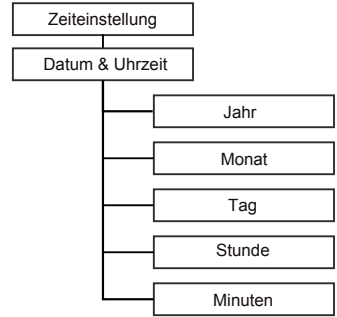 Zeiteinstellung
Datum & Uhrzeit
Jahr
Monat
Tag
Stunde
Minuten